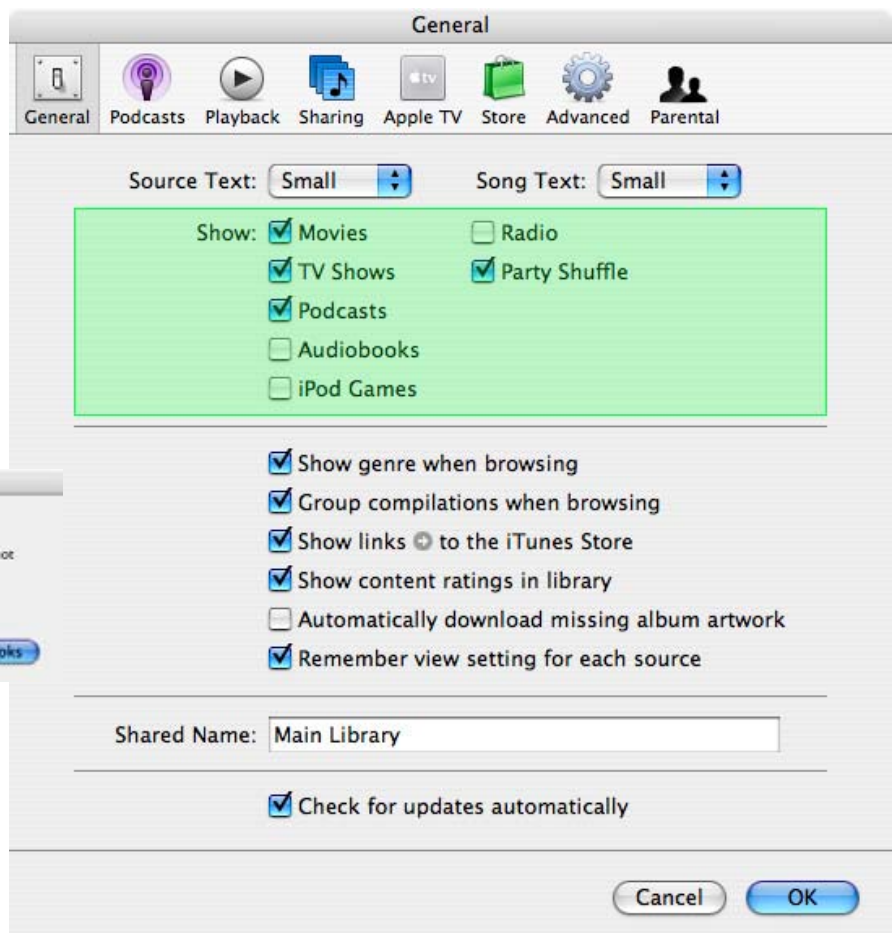 General
General Podcasts Playback Sharing Apple TV Store Advanced Parental
Source Text: Small Song Text: Small
Show: Movies Radio
TV Shows Party Shuffle
Podcasts
Audiobooks
iPod Games
Show genre when browsing
Group compilations when browsing
Show links to the iTunes Store
Show content ratings in library
Automatically download missing album artwork
Remember view setting for each source
Shared Name: Main Library
Check for updates automatically
Cancel OK